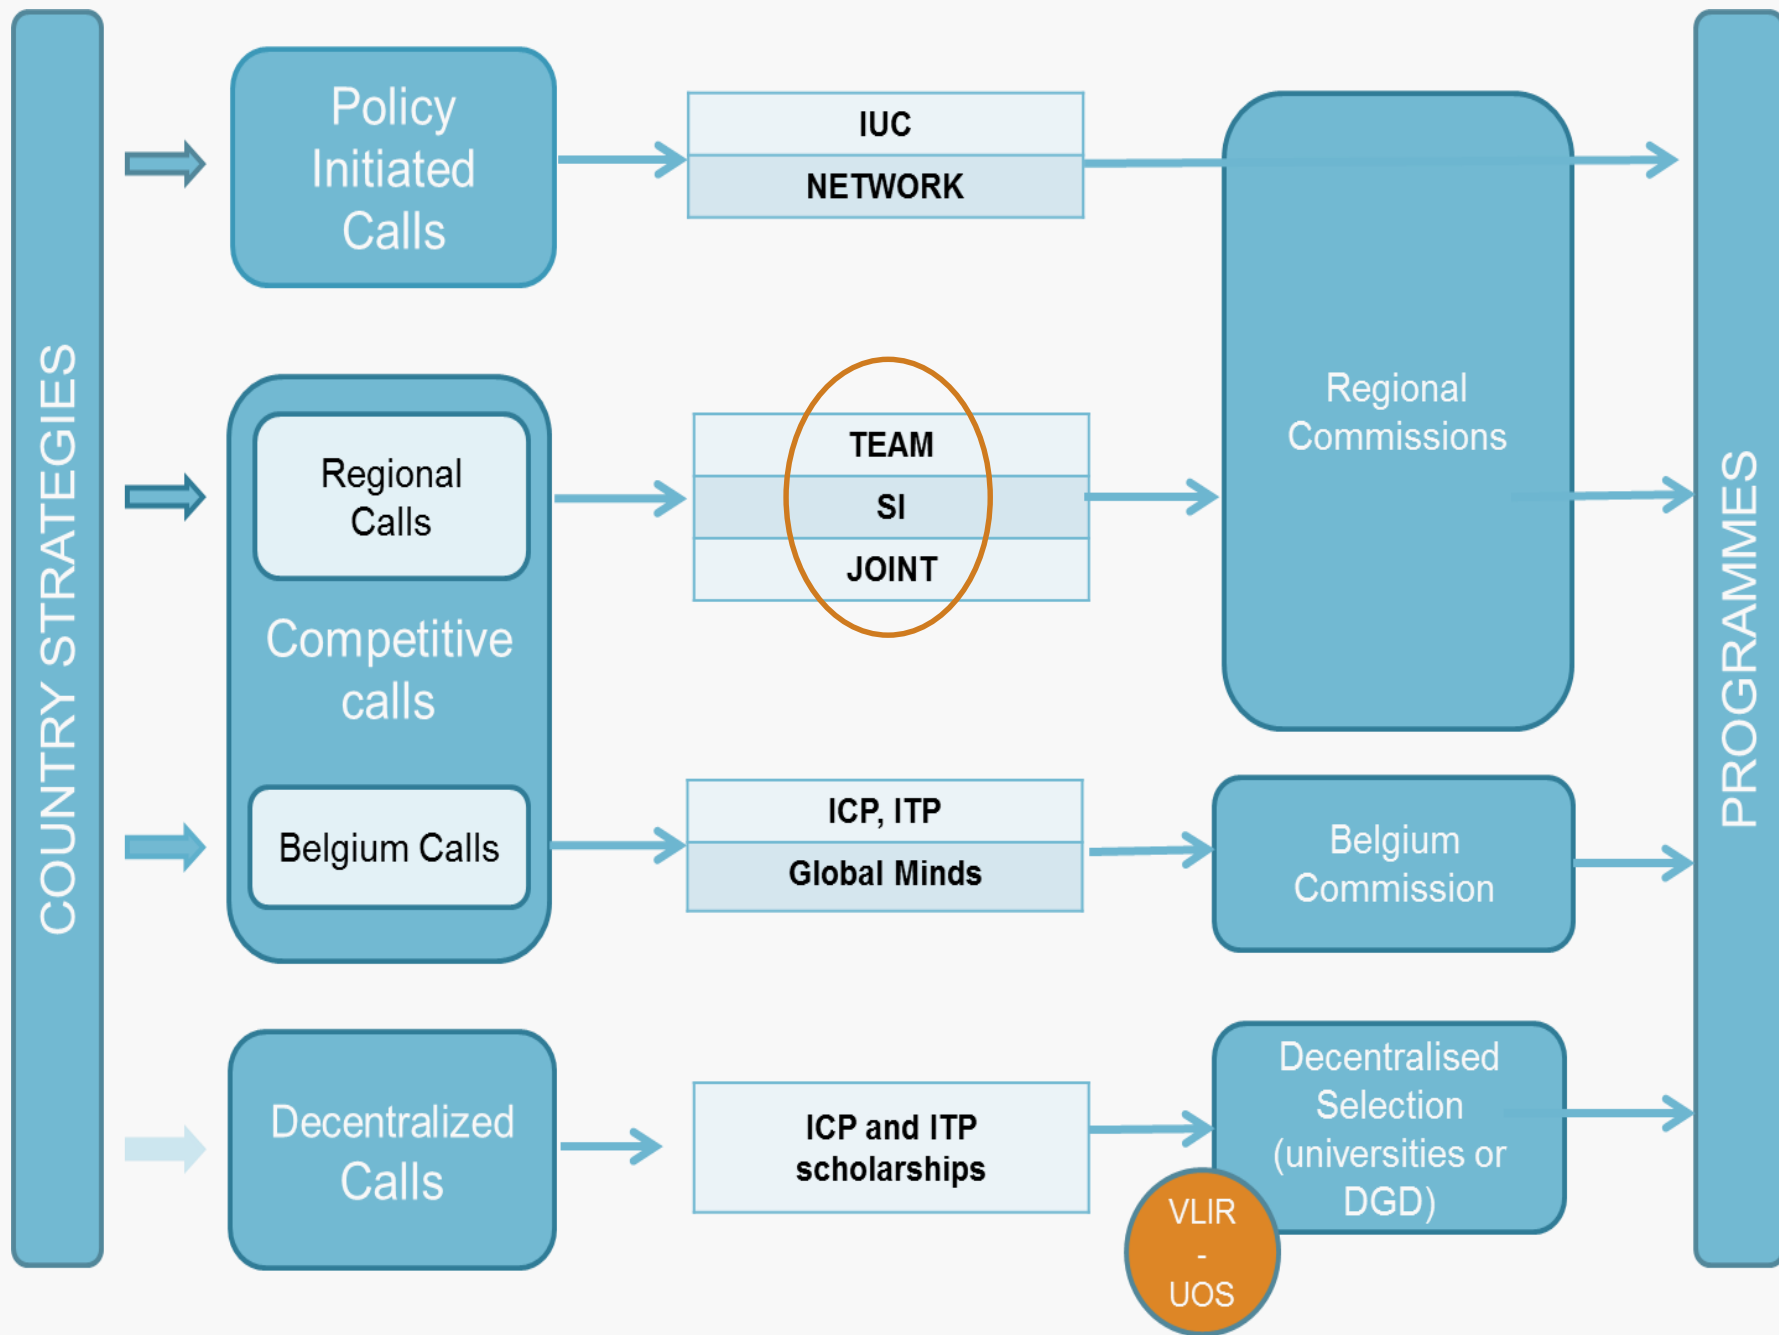 COUNTRY STRATEGIES
Policy
Initiated
Calls
IUC
NETWORK
Regional
Calls
Competitive
calls
Belgium Calls
TEAM
SI
JOINT
Regional
Commissions
ICP, ITP
Global Minds
Belgium
Commission
Decentralized
Calls
ICP and ITP
scholarships
Decentralised
Selection
(universities or
DGD)
VLIR
-
UOS
PROGRAMMES